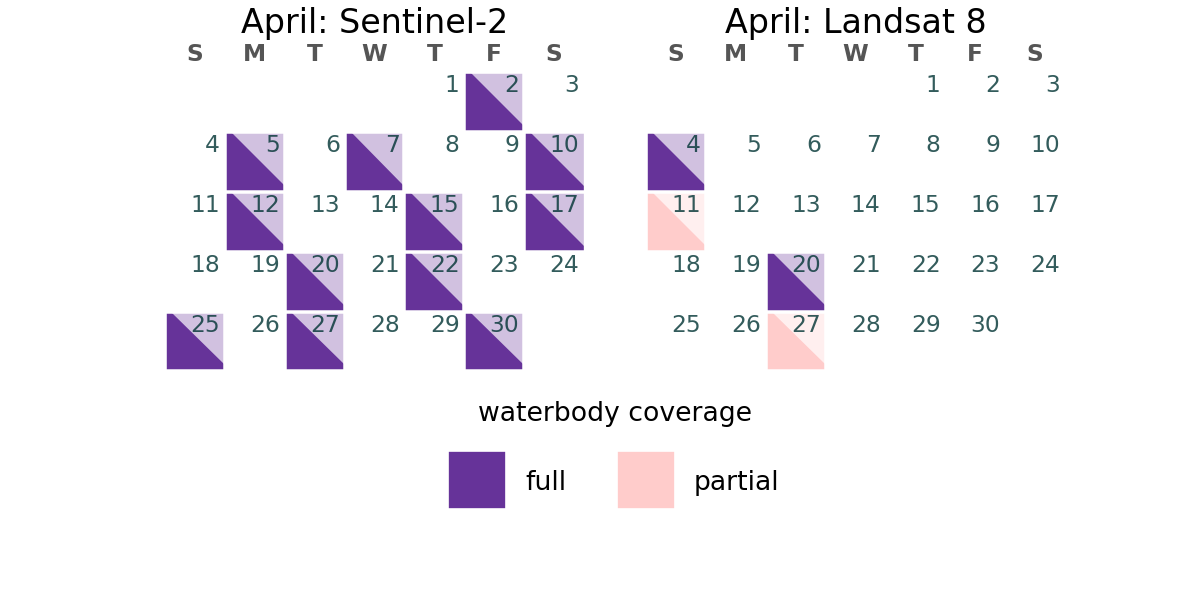 April: Sentinel-2
S M T W T F S
1 2 3
4 5 6 7 8 9 10
11 12 13 14 15 16 17
18 19 20 21 22 23 24
25 26 27 28 29 30
April: Landsat 8
S M T W T F S
1 2 3
4 5 6 7 8 9 10
11 12 13 14 15 16 17
18 19 20 21 22 23 24
25 26 27 28 29 30
waterbody coverage
full
partial